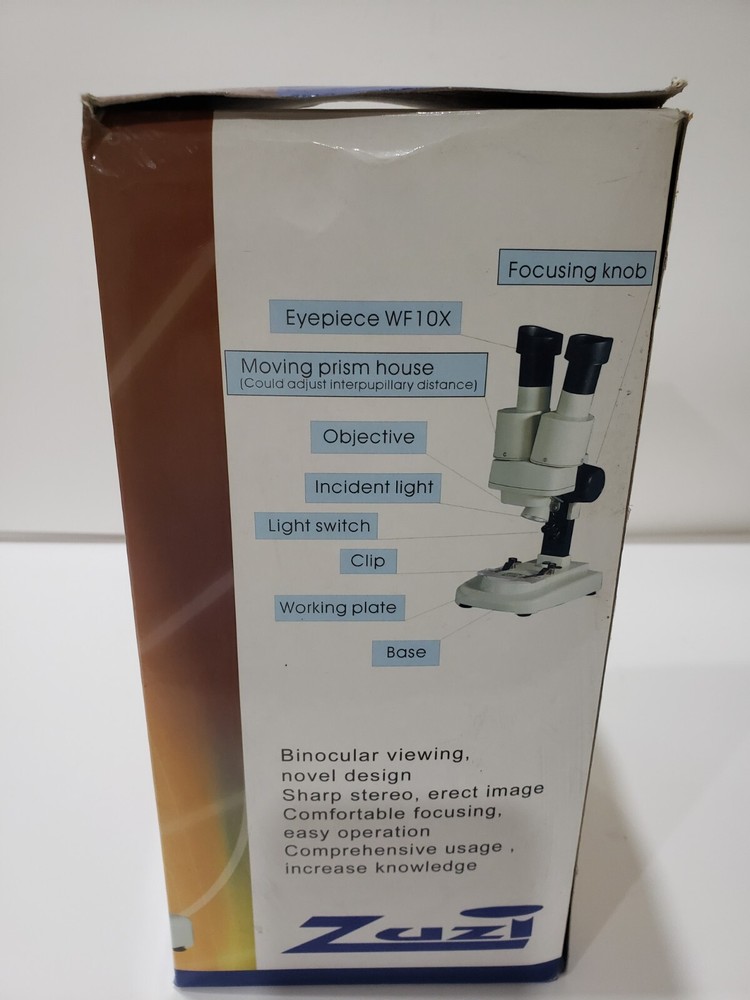 Focusing knob
Eyepiece WF10X
Moving prism house
(Could adjust interpupillary distance)
Objective
Incident light
Light switch
Clip
Working plate
Base
Binocular viewing,
novel design
Sharp stereo, erect image
Comfortable focusing,
easy operation
Comprehensive usage ,
increase knowledge
Zuzi